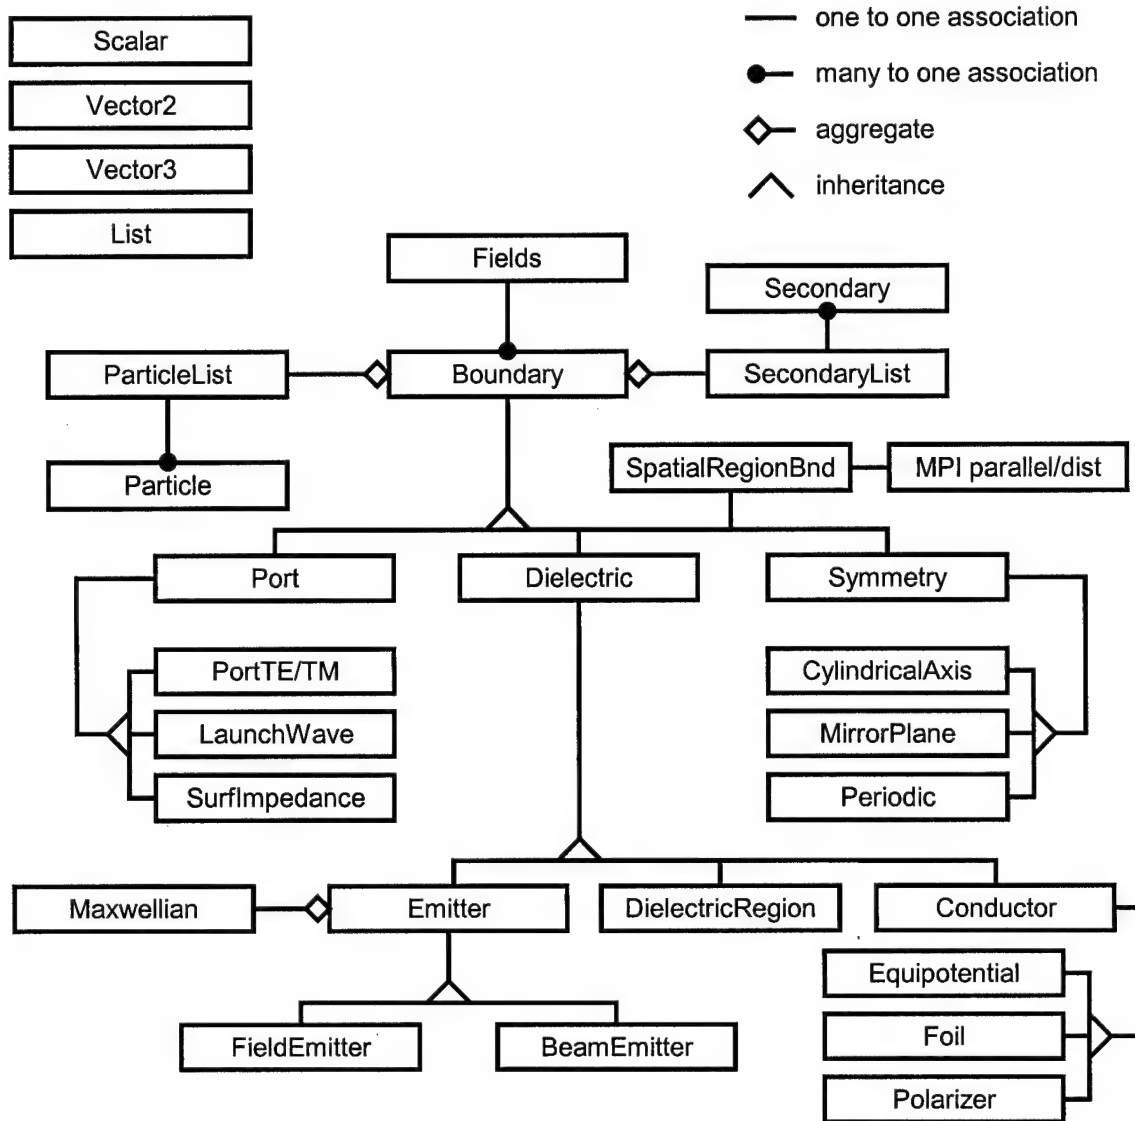 Scalar
Vector2
Vector3
List
one to one association
many to one association
aggregate
inheritance
Fields
Secondary
ParticleList
Boundary
SecondaryList
Particle
SpatialRegionBnd
MPI parallel/dist
Port
Dielectric
Symmetry
PortTE/TM
CylindricalAxis
LaunchWave
MirrorPlane
SurfImpedance
Periodic
Maxwellian
Emitter
DielectricRegion
Conductor
Equipotential
FieldEmitter
BeamEmitter
Foil
Polarizer